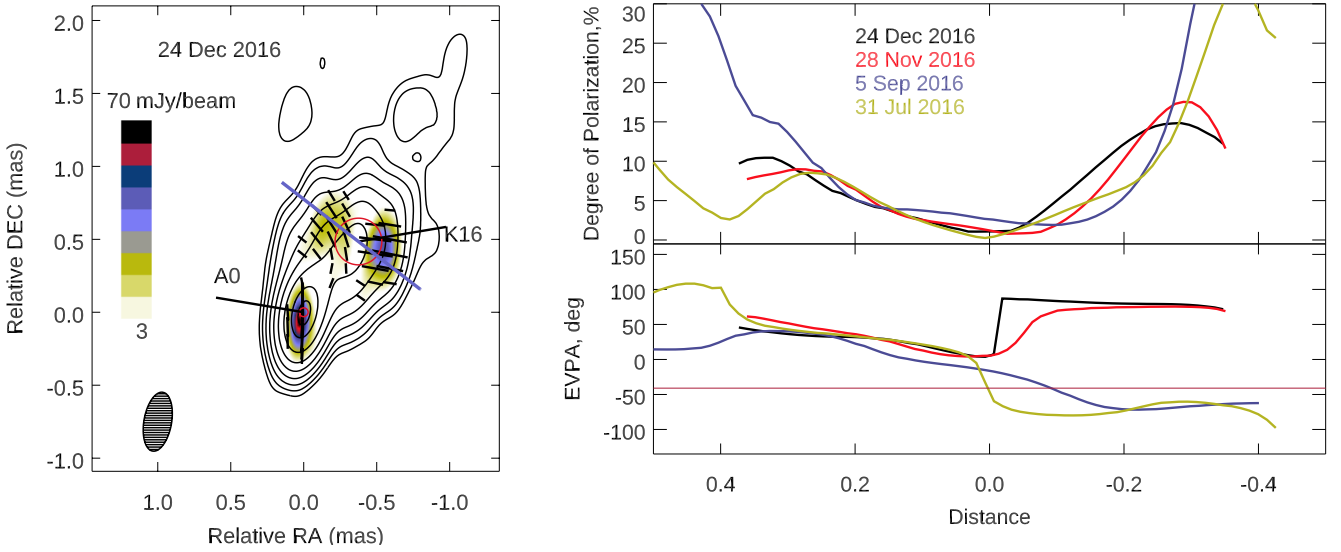 24 Dec 2016
70 mJy/beam
3
A0
K16
2.0
1.5
1.0
0.5
0.0
-0.5
-1.0
Relative DEC (mas)
1.0 0.5 0.0 -0.5 -1.0
Relative RA (mas)
24 Dec 2016
28 Nov 2016
5 Sep 2016
31 Jul 2016
30
25
20
15
10
5
0
Degree of Polarization,%
150
100
50
0
-50
-100
EVPA, deg
0.4 0.2 0.0 -0.2 -0.4
Distance